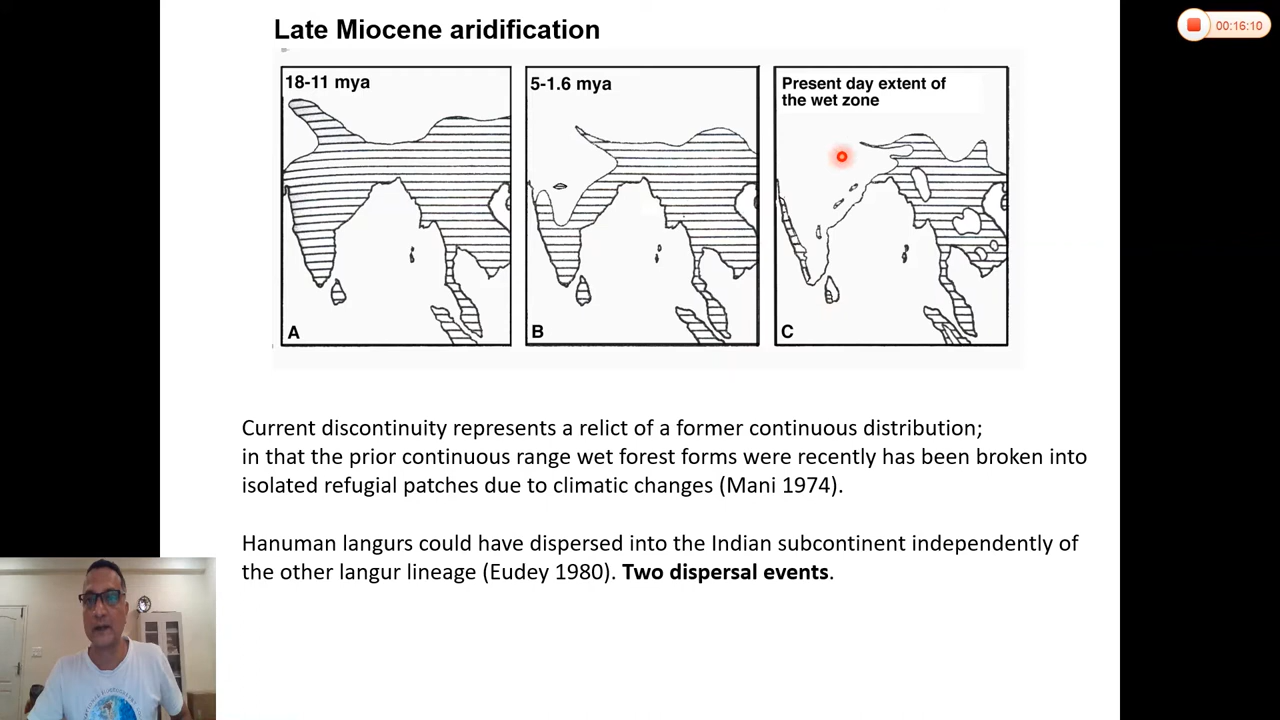 Late Miocene aridification
00:16:10
18-11 mya
5-1.6 mya
Present day extent of
the wet zone
A
B
C
Current discontinuity represents a relict of a former continuous distribution;
in that the prior continuous range wet forest forms were recently has been broken into
isolated refugial patches due to climatic changes (Mani 1974).
Hanuman langurs could have dispersed into the Indian subcontinent independently of
the other langur lineage (Eudey 1980). Two dispersal events.